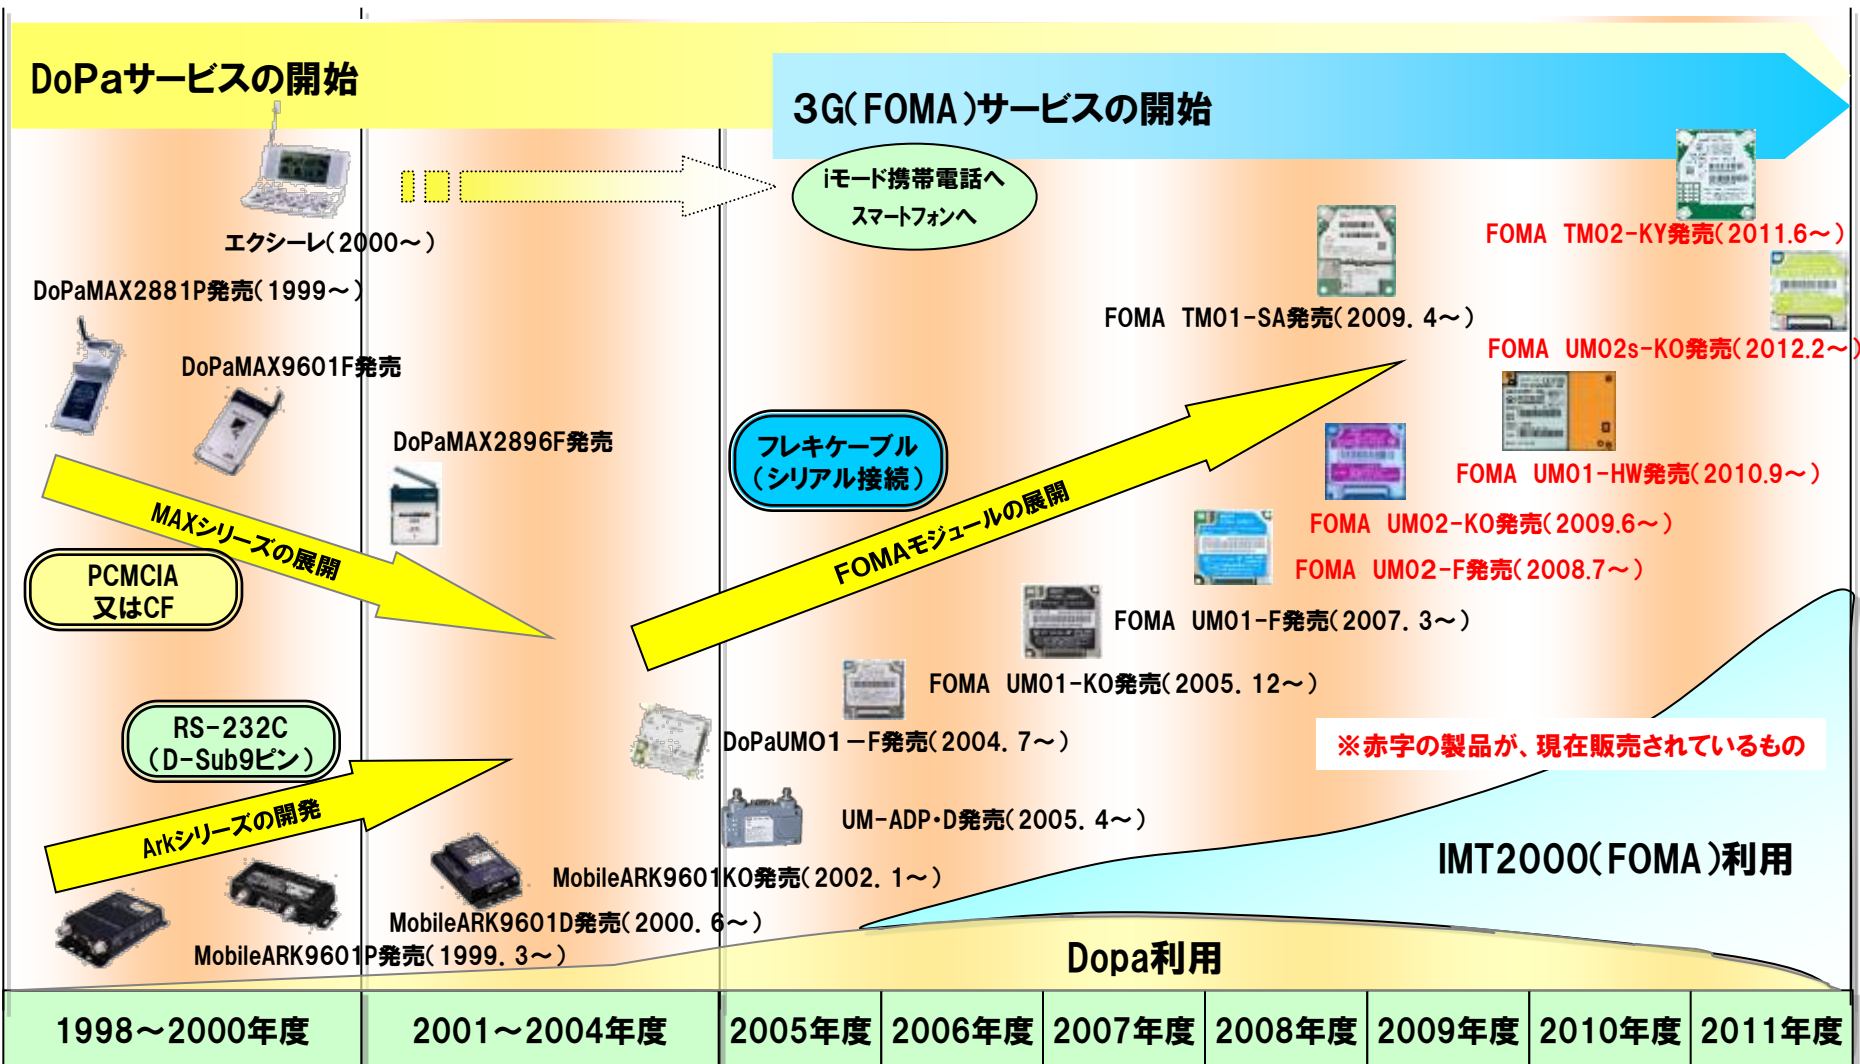 DoPaサービスの開始
3G(FOMA)サービスの開始
iモード携帯電話へ
スマートフォンへ
エクシーレ(2000～)
FOMA TM02-KY発売(2011.6～)
DoPaMAX2881P発売(1999～)
FOMA TM01-SA発売(2009.4～)
FOMA UM02s-KO発売(2012.2～)
DoPaMAX9601F発売
DoPaMAX2896F発売
フレキケーブル
(シリアル接続)
FOMA UM01-HW発売(2010.9～)
MAXシリーズの展開
FOMAモジュールの展開
FOMA UM02-KO発売(2009.6～)
PCMCIA
又はCF
FOMA UM02-F発売(2008.7～)
FOMA UM01-F発売(2007.3～)
FOMA UM01-KO発売(2005.12～)
RS-232C
(D-Sub9ピン)
DoPaUM01－F発売(2004.7～)
※赤字の製品が、現在販売されているもの
Arkシリーズの開発
UM-ADP・D発売(2005.4～)
IMT2000(FOMA)利用
MobileARK9601KO発売(2002.1～)
MobileARK9601D発売(2000.6～)
MobileARK9601P発売(1999.3～)
Dopa利用
1998～2000年度 2001～2004年度 2005年度 2006年度 2007年度 2008年度 2009年度 2010年度 2011年度